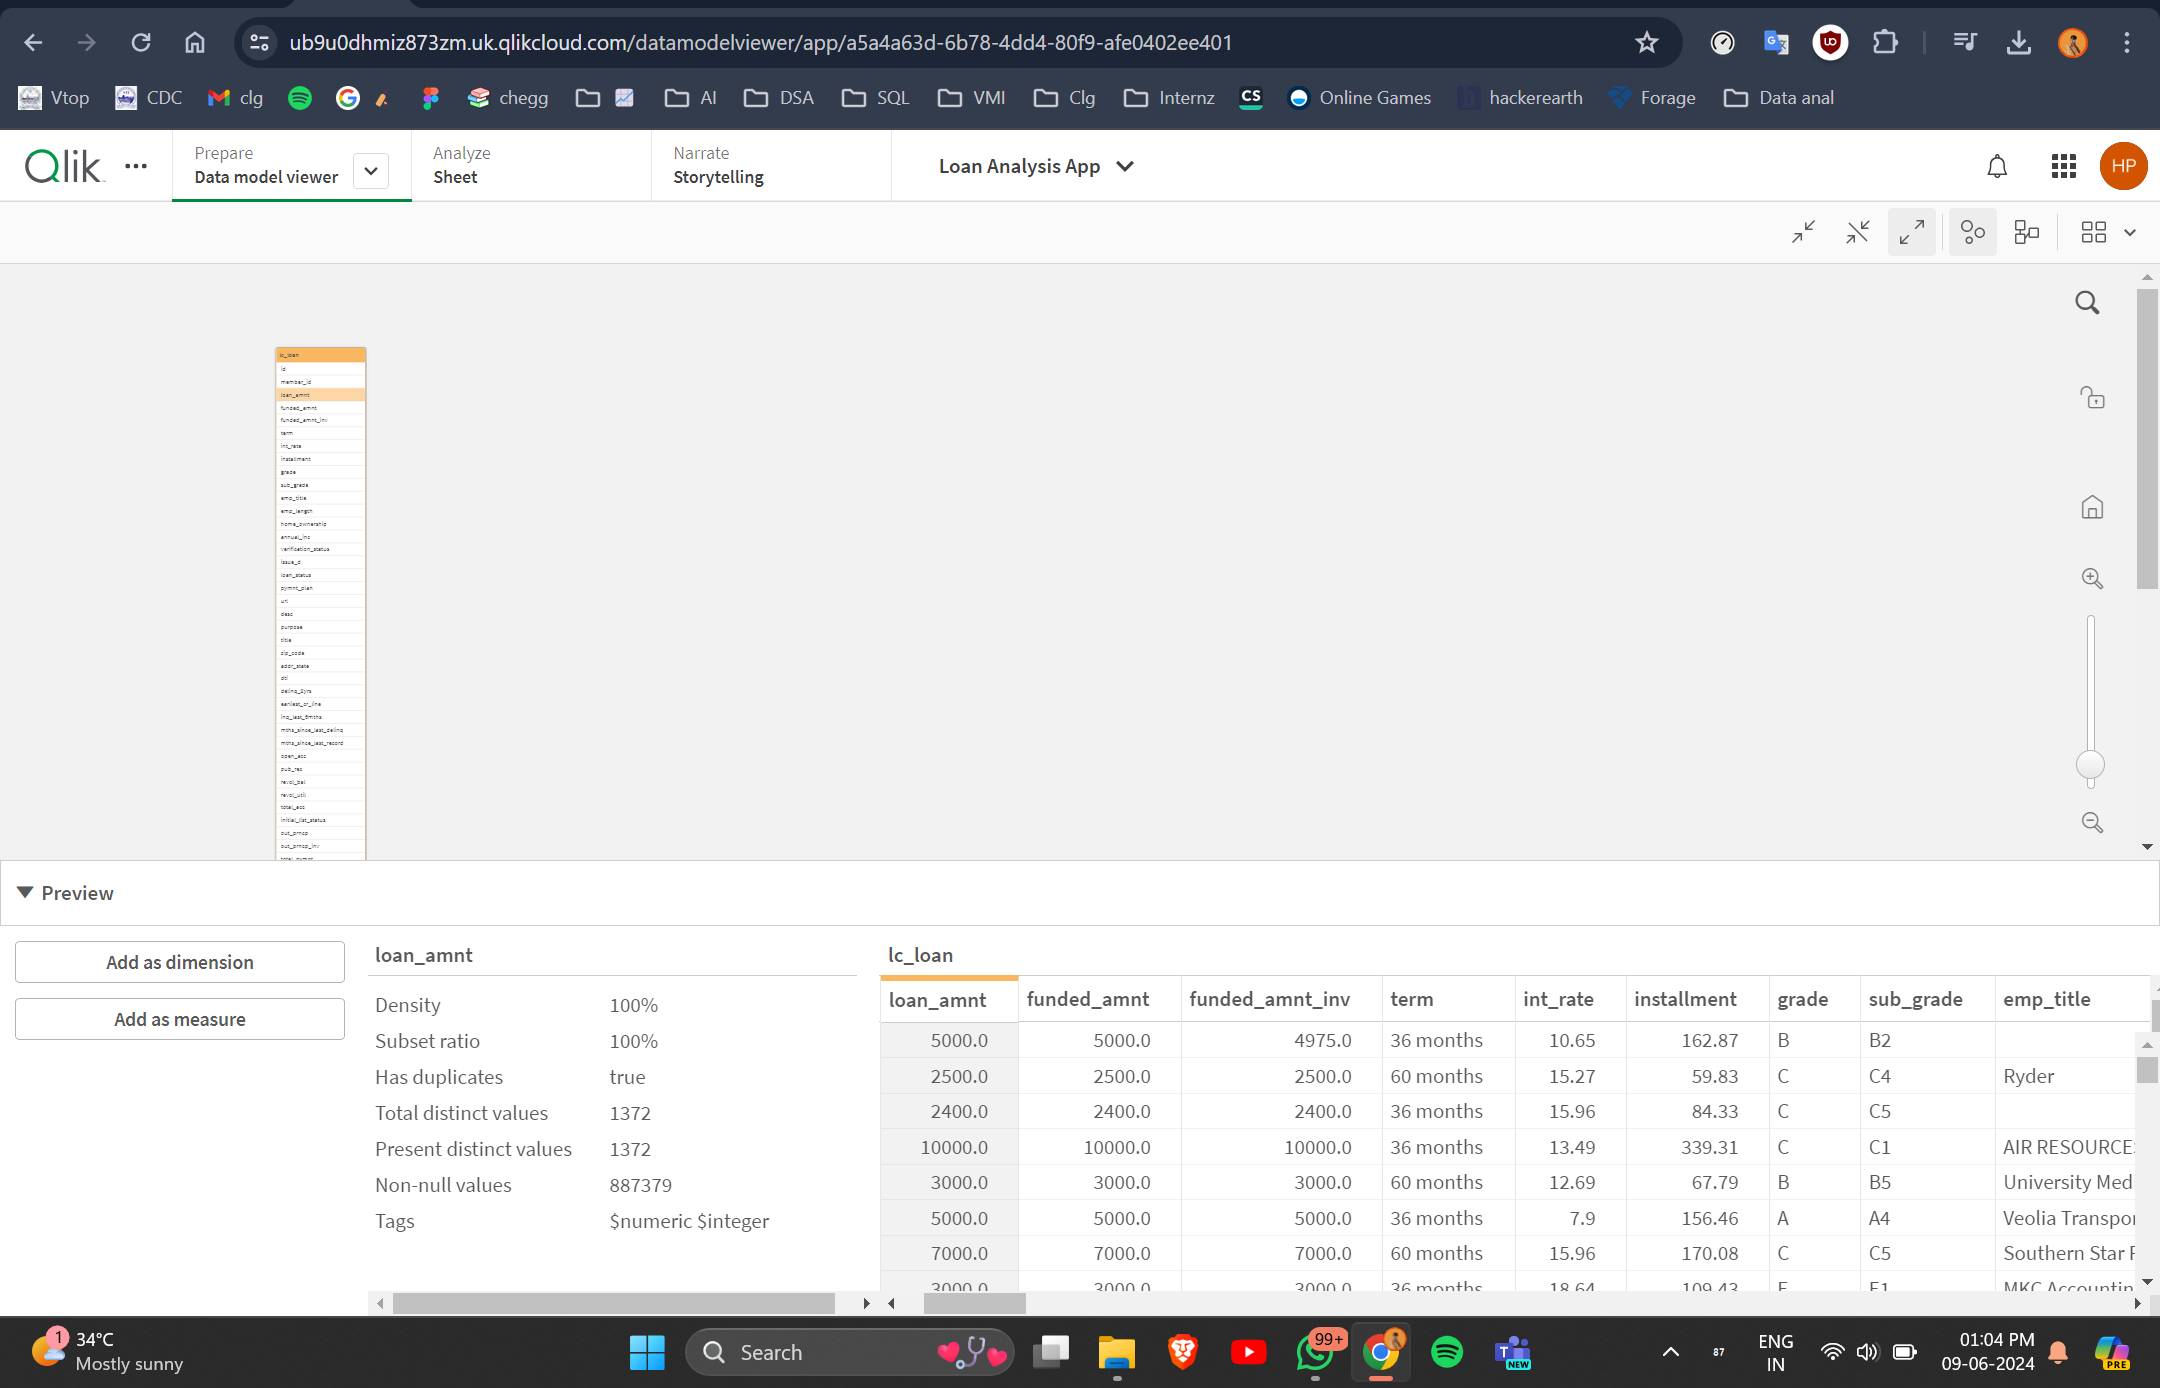 ub9u0dhmiz873zm.uk.qlikcloud.com/datamodelviewer/app/a5a4a63d-6b78-4dd4-80f9-afe0402ee401
Vtop CDC clg chegg AI DSA SQL VMI Clg Internz CS Online Games hackerearth Forage Data anal
Qlik
Prepare
Data model viewer
Analyze
Sheet
Narrate
Storytelling
Loan Analysis App
HP
lc_loan
id
member_id
loan_amnt
funded_amnt
funded_amnt_inv
term
int_rate
installment
grade
sub_grade
emp_title
emp_length
home_ownership
annual_inc
verification_status
issue_d
loan_status
pymnt_plan
url
desc
purpose
title
zip_code
addr_state
dti
delinq_2yrs
earliest_cr_line
inq_last_6mths
mths_since_last_delinq
mths_since_last_record
open_acc
pub_rec
revol_bal
revol_util
total_acc
initial_list_status
out_prncp
out_prncp_inv
total_pymnt
Preview
Add as dimension
Add as measure
loan_amnt
Density 100%
Subset ratio 100%
Has duplicates true
Total distinct values 1372
Present distinct values 1372
Non-null values 887379
Tags $numeric $integer
lc_loan
loan_amnt funded_amnt funded_amnt_inv term int_rate installment grade sub_grade emp_title
5000.0 5000.0 4975.0 36 months 10.65 162.87 B B2
2500.0 2500.0 2500.0 60 months 15.27 59.83 C C4 Ryder
2400.0 2400.0 2400.0 36 months 15.96 84.33 C C5
10000.0 10000.0 10000.0 36 months 13.49 339.31 C C1 AIR RESOURCE
3000.0 3000.0 3000.0 60 months 12.69 67.79 B B5 University Med
5000.0 5000.0 5000.0 36 months 7.9 156.46 A A4 Veolia Transpo
7000.0 7000.0 7000.0 60 months 15.96 170.08 C C5 Southern Star
3000.0 3000.0 3000.0 36 months 18.64 109.43 E E1 MKC Accountin
1
34°C
Mostly sunny
Search
99+
NEW
87
ENG
IN
01:04 PM
09-06-2024
PRE